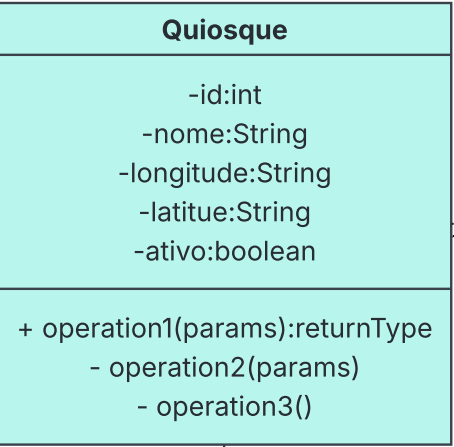 Quiosque
-id:int
-nome:String
-longitude:String
-latitue:String
-ativo:boolean
+ operation1(params):returnType
- operation2(params)
- operation3()